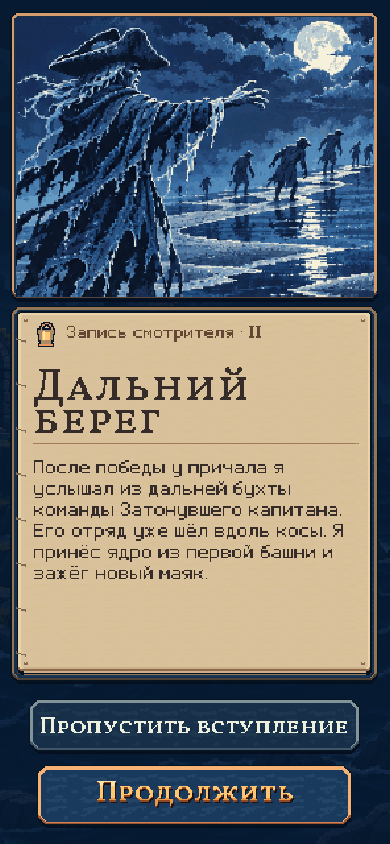 Запись смотрителя · II
Дальний
берег
После победы у причала я
услышал из дальней бухты
команды Затонувшего капитана.
Его отряд уже шёл вдоль косы. Я
принёс ядро из первой башни и
зажёг новый маяк.
Пропустить вступление
Продолжить